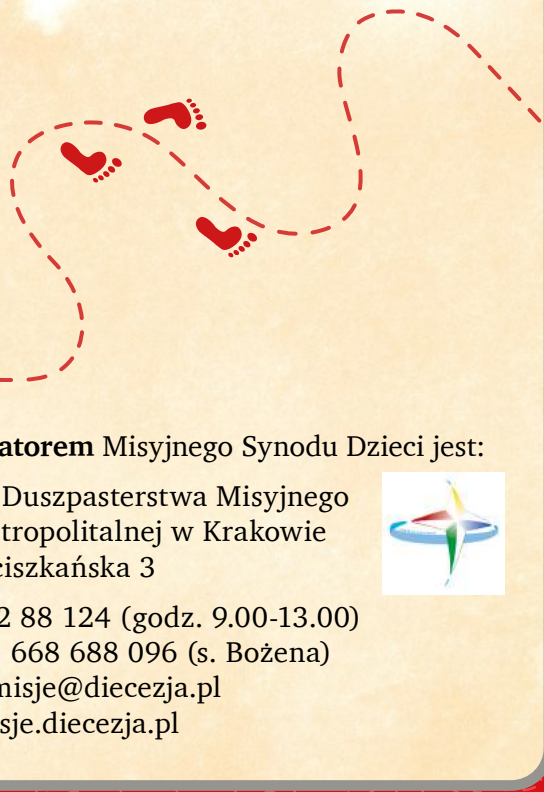 atorem Misyjnego Synodu Dzieci jest:
Duszpasterstwa Misyjnego
tropolitalnej w Krakowie
ciszkańska 3
2 88 124 (godz. 9.00-13.00)
668 688 096 (s. Bożena)
misje@diecezja.pl
sje.diecezja.pl